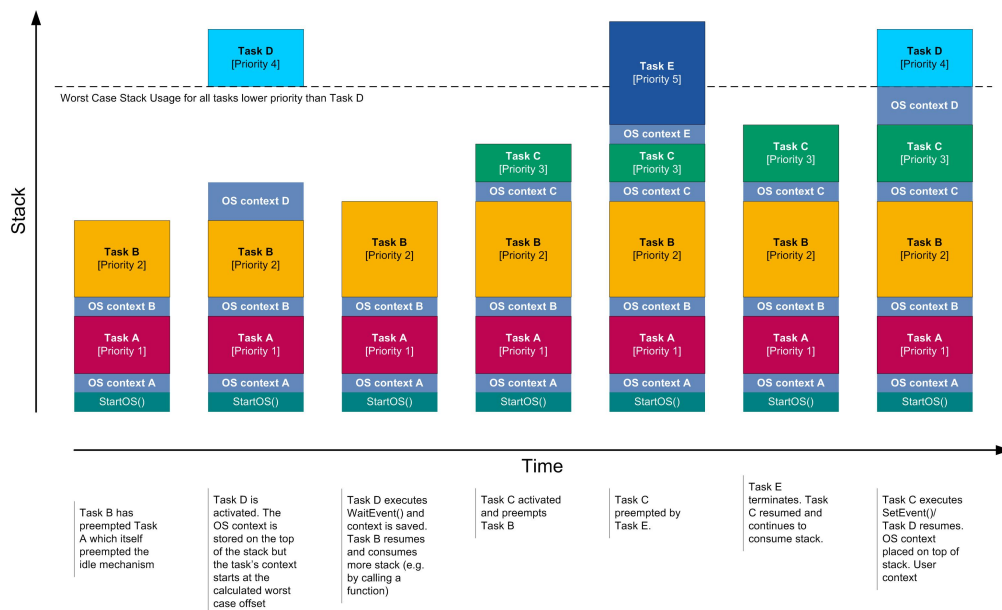 Task D
[Priority 4]
Worst Case Stack Usage for all tasks lower priority than Task D
Task E
[Priority 5]
Task D
[Priority 4]
Stack
Task B
[Priority 2]
OS context B
Task A
[Priority 1]
OS context A
StartOS()
OS context D
Task B
[Priority 2]
OS context B
Task A
[Priority 1]
OS context A
StartOS()
Task B
[Priority 2]
OS context B
Task A
[Priority 1]
OS context A
StartOS()
Task C
[Priority 3]
OS context C
Task B
[Priority 2]
OS context B
Task A
[Priority 1]
OS context A
StartOS()
OS context E
Task C
[Priority 3]
OS context C
Task B
[Priority 2]
OS context B
Task A
[Priority 1]
OS context A
StartOS()
Task C
[Priority 3]
OS context C
Task B
[Priority 2]
OS context B
Task A
[Priority 1]
OS context A
StartOS()
OS context D
Task C
[Priority 3]
OS context C
Task B
[Priority 2]
OS context B
Task A
[Priority 1]
OS context A
StartOS()
Time
Task B has
preempted Task
A which itself
preempted the
idle mechanism
Task D is
activated. The
OS context is
stored on the top
of the stack but
the task's context
starts at the
calculated worst
case offset
Task D executes
WaitEvent() and
context is saved.
Task B resumes
and consumes
more stack (e.g.
by calling a
function)
Task C activated
and preempts
Task B
Task C
preempted by
Task E.
Task E
terminates. Task
C resumed and
continues to
consume stack.
Task C executes
SetEvent()/
Task D resumes.
OS context
placed on top of
stack. User
context